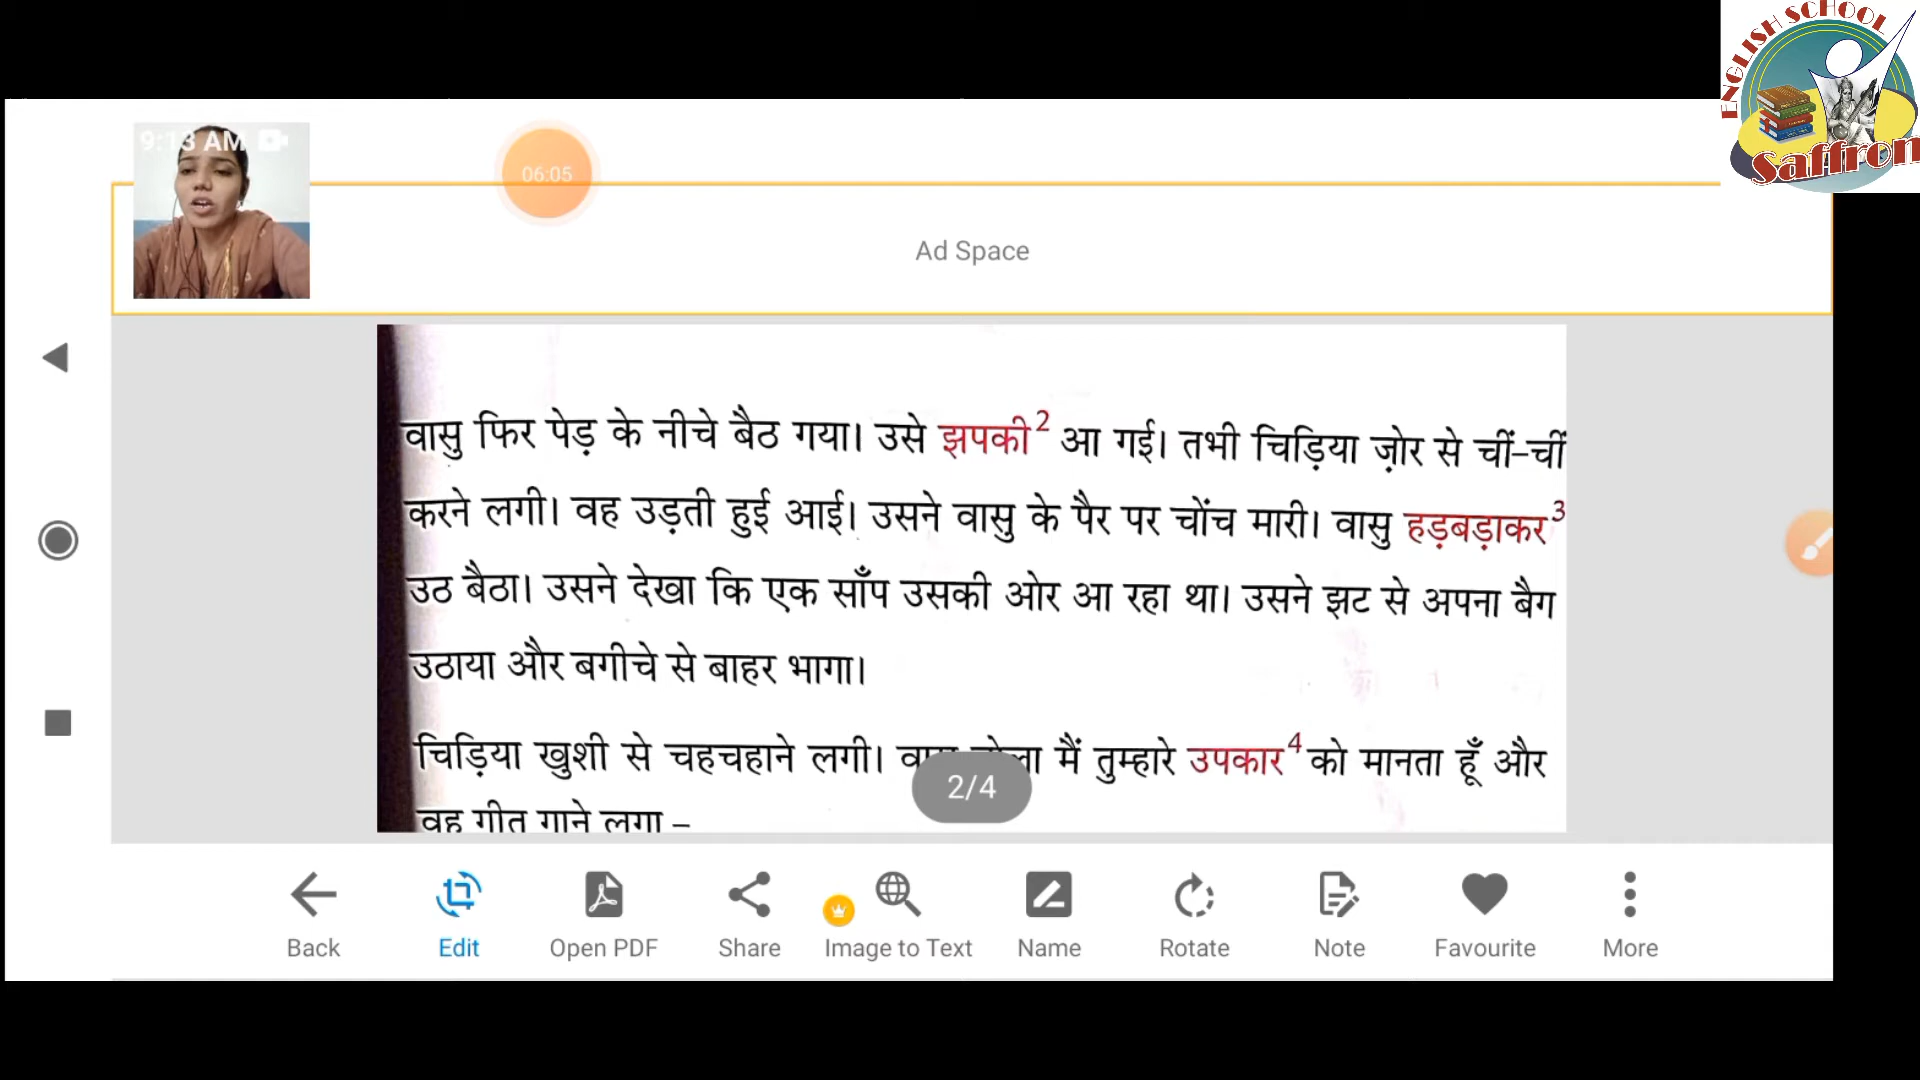 ENGLISH SCHOOL
Saffron
9:13 AM
06:05
Ad Space
वासु फिर पेड़ के नीचे बैठ गया। उसे झपकी2 आ गई। तभी चिड़िया ज़ोर से चीं–चीं
करने लगी। वह उड़ती हुई आई। उसने वासु के पैर पर चोंच मारी। वासु हड़बड़ाकर3
उठ बैठा। उसने देखा कि एक साँप उसकी ओर आ रहा था। उसने झट से अपना बैग
उठाया और बगीचे से बाहर भागा।
चिड़िया खुशी से चहचहाने लगी। मैं तुम्हारे उपकार4 को मानता हूँ और
वह गीत गाने लगा –
2/4
Back Edit Open PDF Share Image to Text Name Rotate Note Favourite More